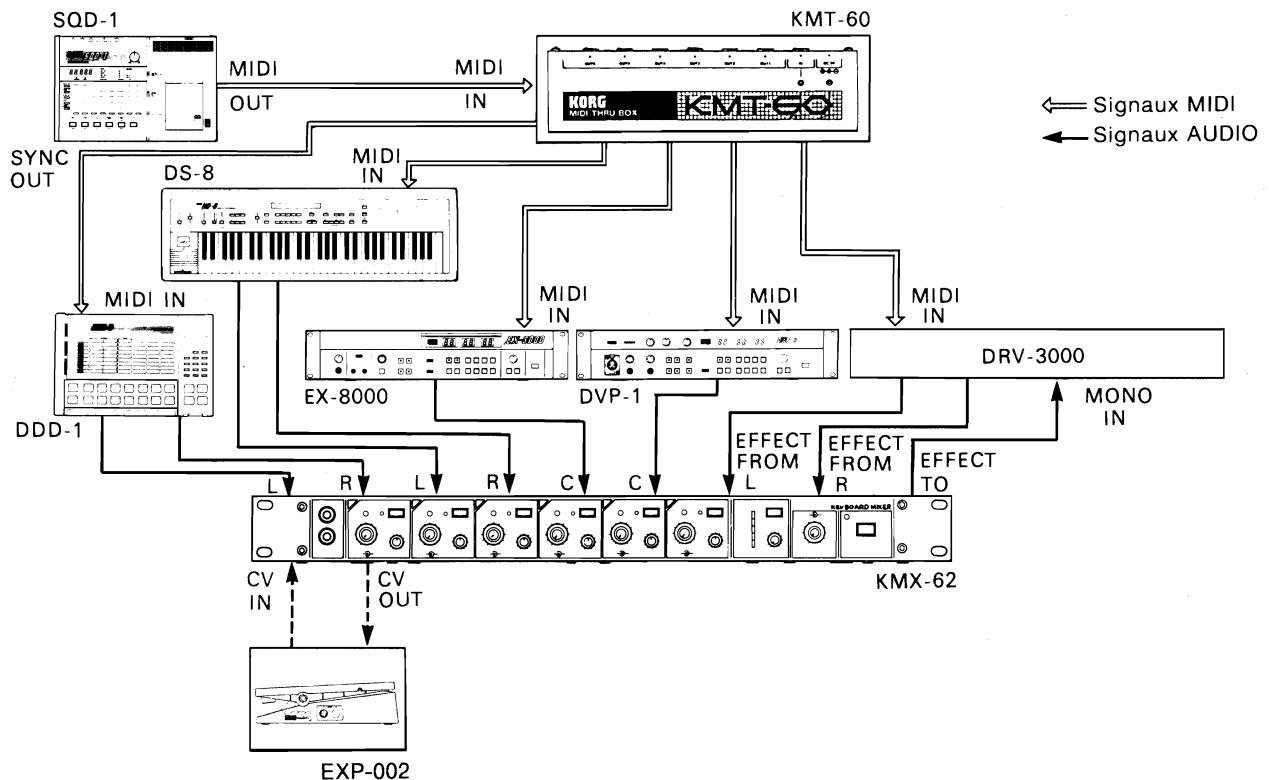 SQD-1
KMT-60
MIDI
OUT
MIDI
IN
KORG
MIDI THRU BOX
KMT-60
Signaux MIDI
Signaux AUDIO
SYNC
OUT
DS-8
MIDI
IN
MIDI IN
MIDI
IN
MIDI
IN
MIDI
IN
DRV-3000
EX-8000
DVP-1
MONO
IN
DDD-1
EFFECT
FROM
L
EFFECT
FROM
R
EFFECT
TO
L
R
L
R
C
C
KEYBOARD MIXER
KMX-62
CV
IN
CV
OUT
EXP-002